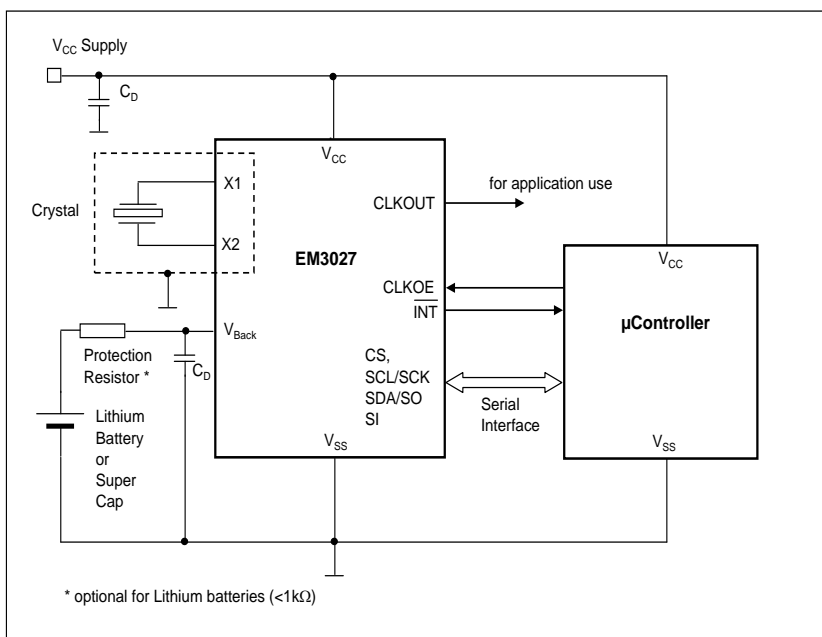 VCC Supply
CD
VCC
X1
for application use
CLKOUT
Crystal
X2
EM3027
VCC
CLKOE
INT
µController
VBack
Protection
Resistor *
CD
CS,
SCL/SCK
SDA/SO
SI
Serial
Interface
Lithium
Battery
or
Super
Cap
VSS
VSS
* optional for Lithium batteries (<1kΩ)